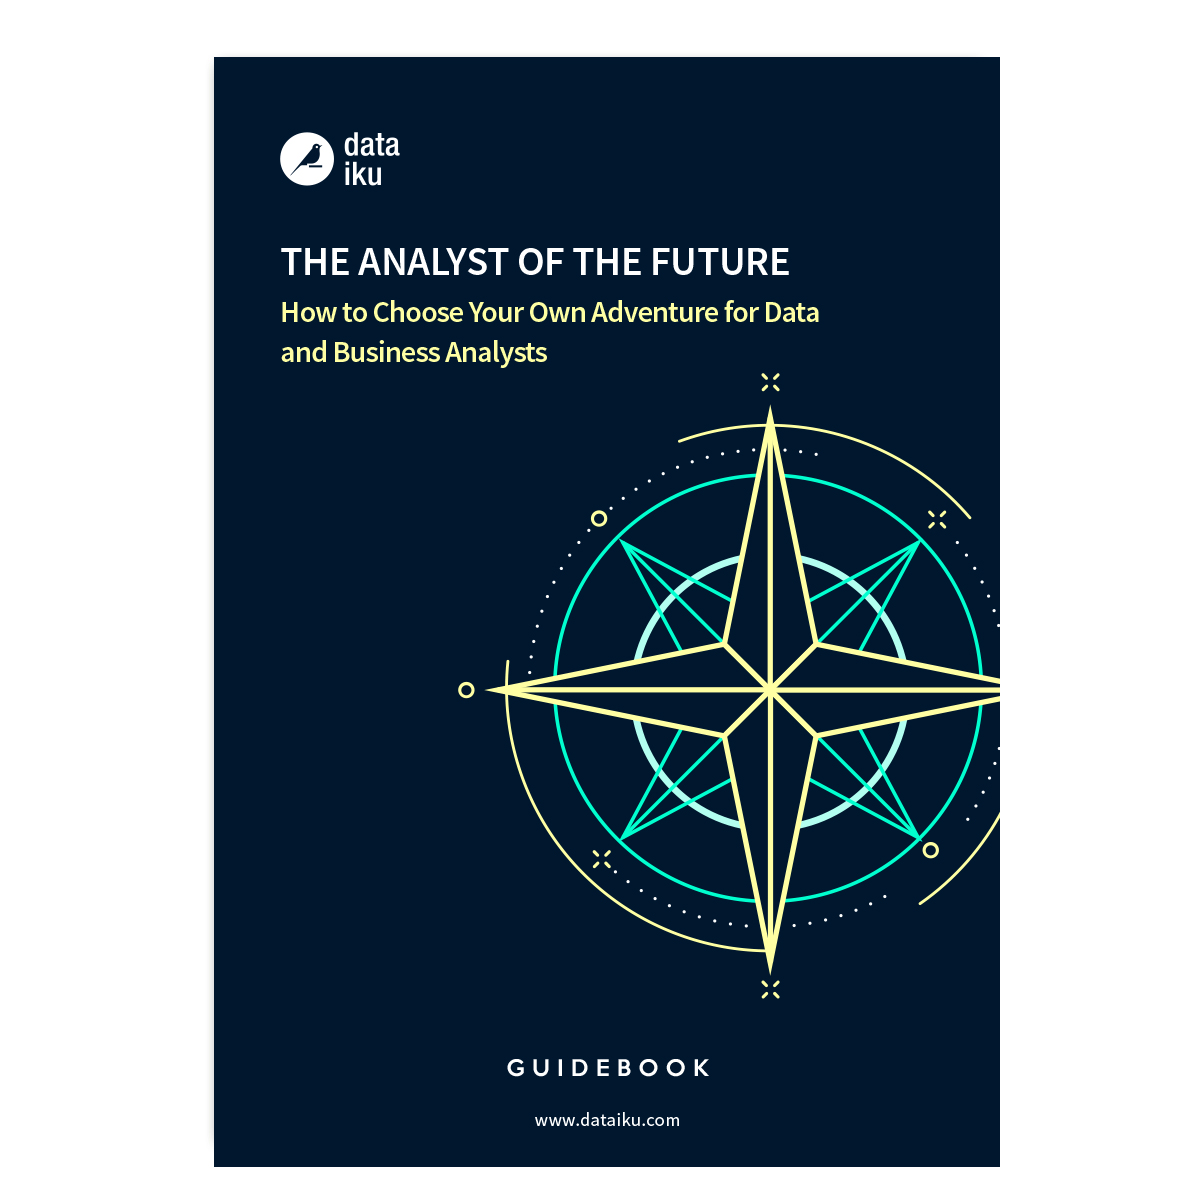 data
iku
THE ANALYST OF THE FUTURE
How to Choose Your Own Adventure for Data
and Business Analysts
GUIDEBOOK
www.dataiku.com